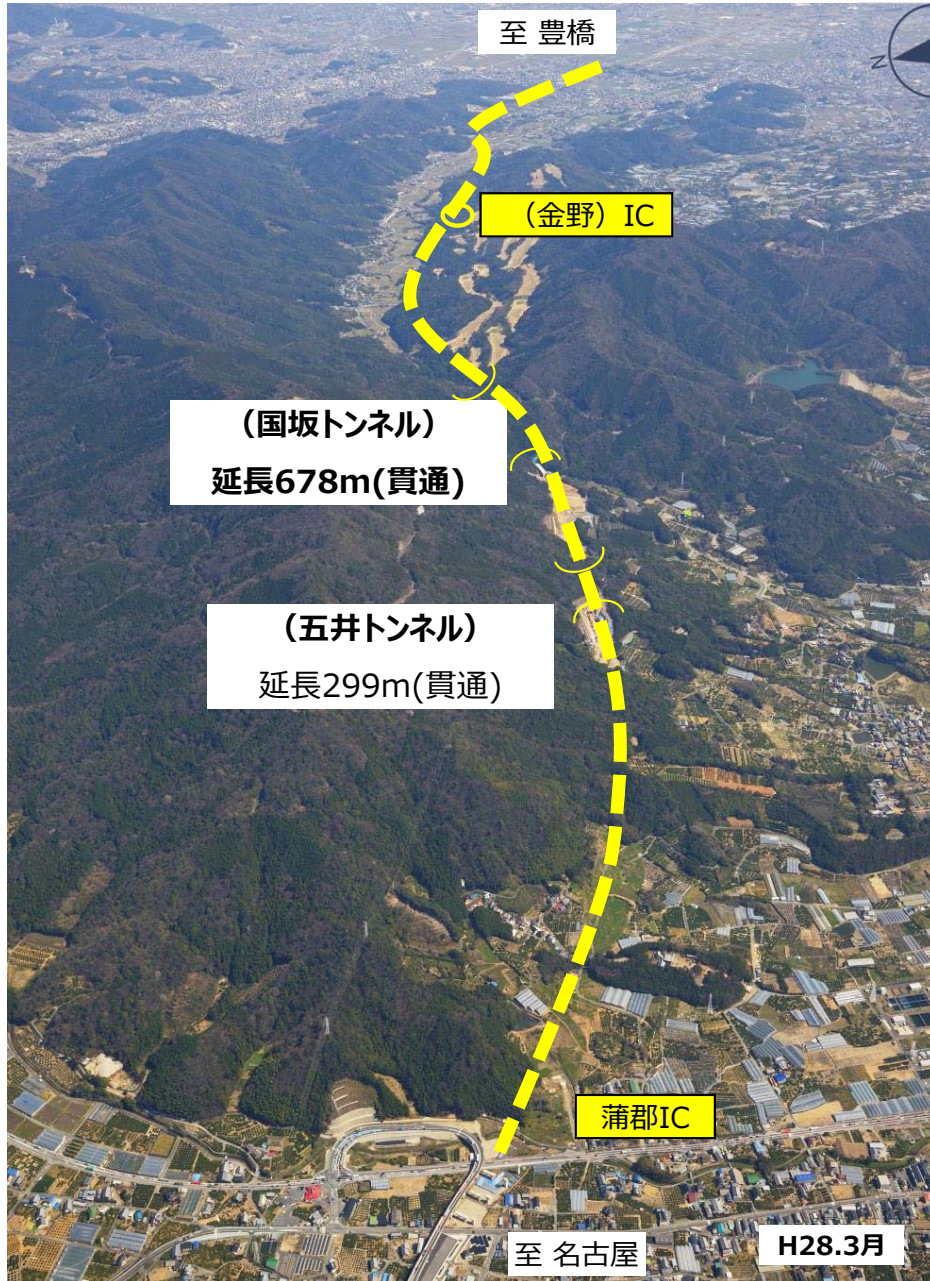 至 豊橋
N
（金野）IC
（国坂トンネル）
延長678m(貫通)
（五井トンネル）
延長299m(貫通)
蒲郡IC
至 名古屋
H28.3月